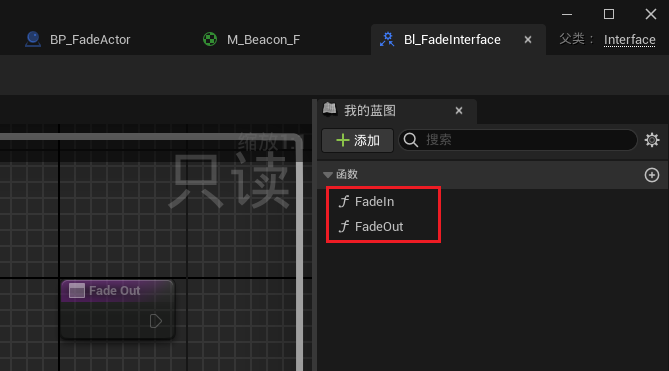 BP_FadeActor
M_Beacon_F
Bl_FadeInterface
父类： Interface
我的蓝图
添加
搜索
缩放1:1
只读
函数
FadeIn
FadeOut
Fade Out